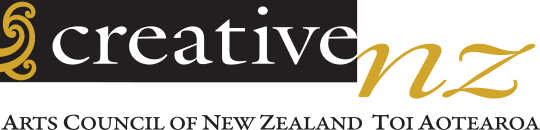 creative nz
ARTS COUNCIL OF NEW ZEALAND TOI AOTEAROA